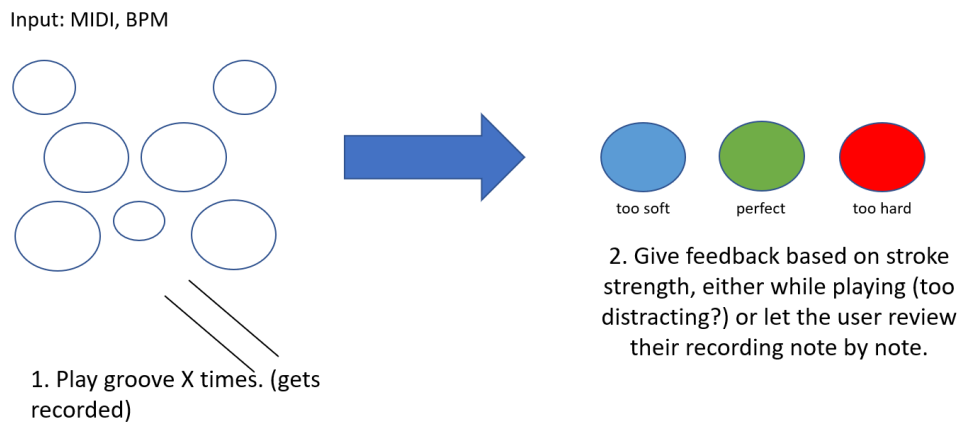 Input: MIDI, BPM
too soft
perfect
too hard
2. Give feedback based on stroke
strength, either while playing (too
distracting?) or let the user review
their recording note by note.
1. Play groove X times. (gets
recorded)